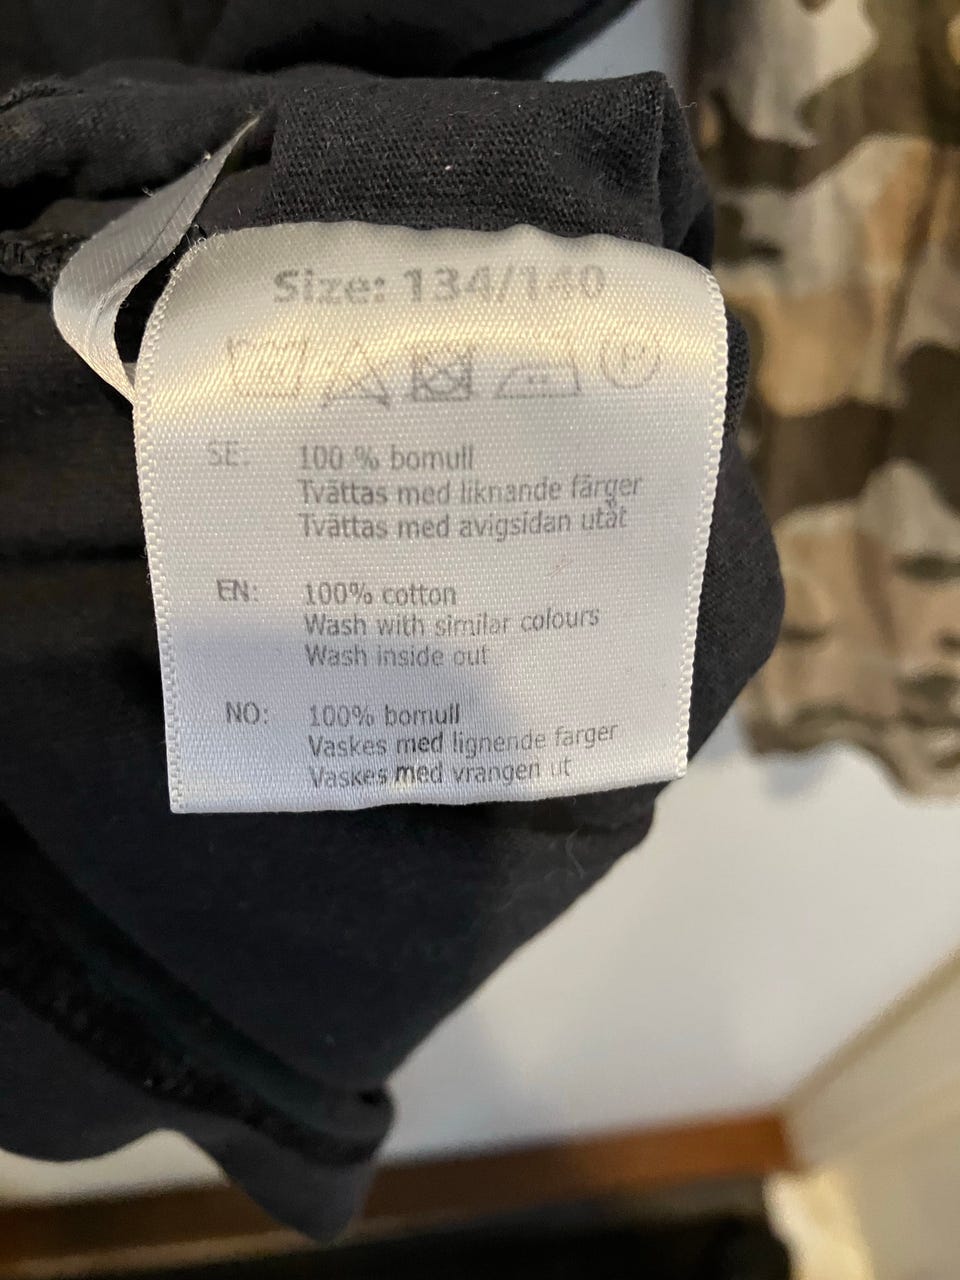 Size: 134/140
SE: 100 % bomull
Tvättas med liknande färger
Tvättas med avigsidan utåt
EN: 100% cotton
Wash with similar colours
Wash inside out
NO: 100% bomull
Vaskes med lignende farger
Vaskes med vrangen ut